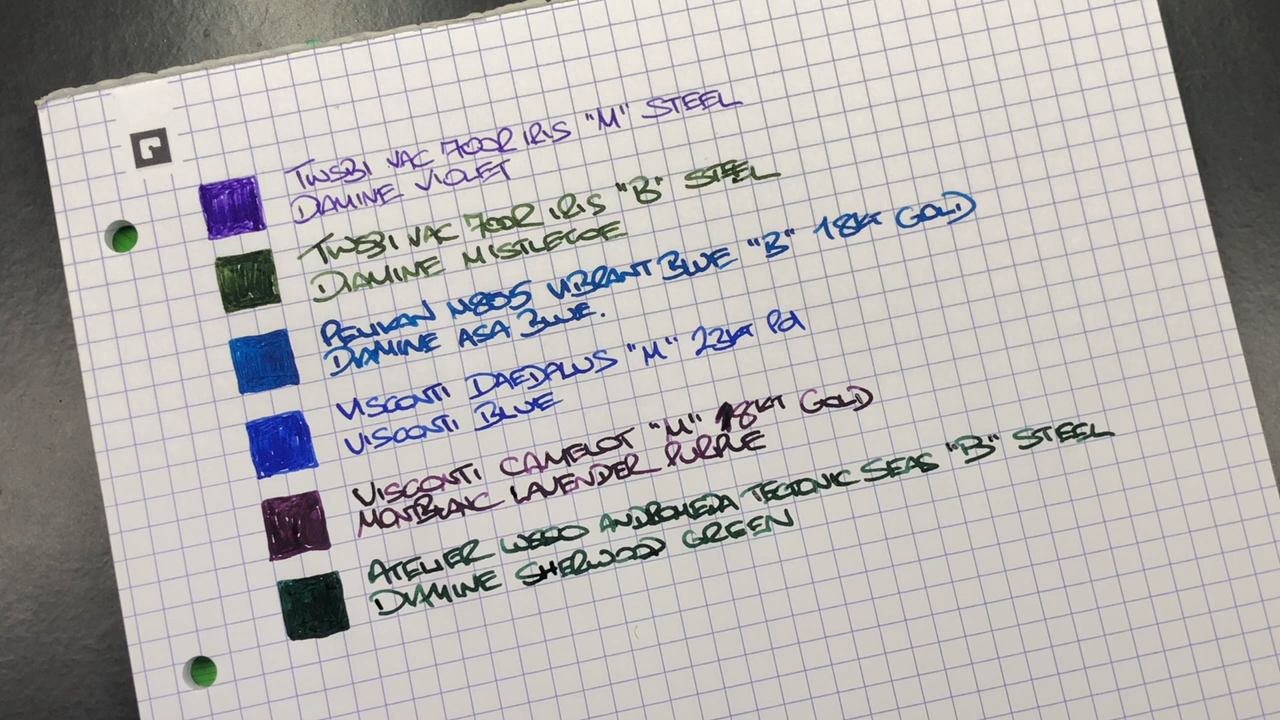 TWSBI VAC 700R IRIS "M" STEEL
DIAMINE VIOLET
TWSBI VAC 700R IRIS "B" STEEL
DIAMINE MISTLETOE
PELIKAN M805 VIBRANT BLUE "B" 18KT GOLD
DIAMINE ASA BLUE.
VISCONTI DAEDALUS "M" 23KT Pd
VISCONTI BLUE
VISCONTI CAMELOT "M" 18KT GOLD
MONTBLANC LAVENDER PURPLE
ATELIER LUSSO ANDROMEDA TECTONIC SEAS "B" STEEL
DIAMINE SHERWOOD GREEN